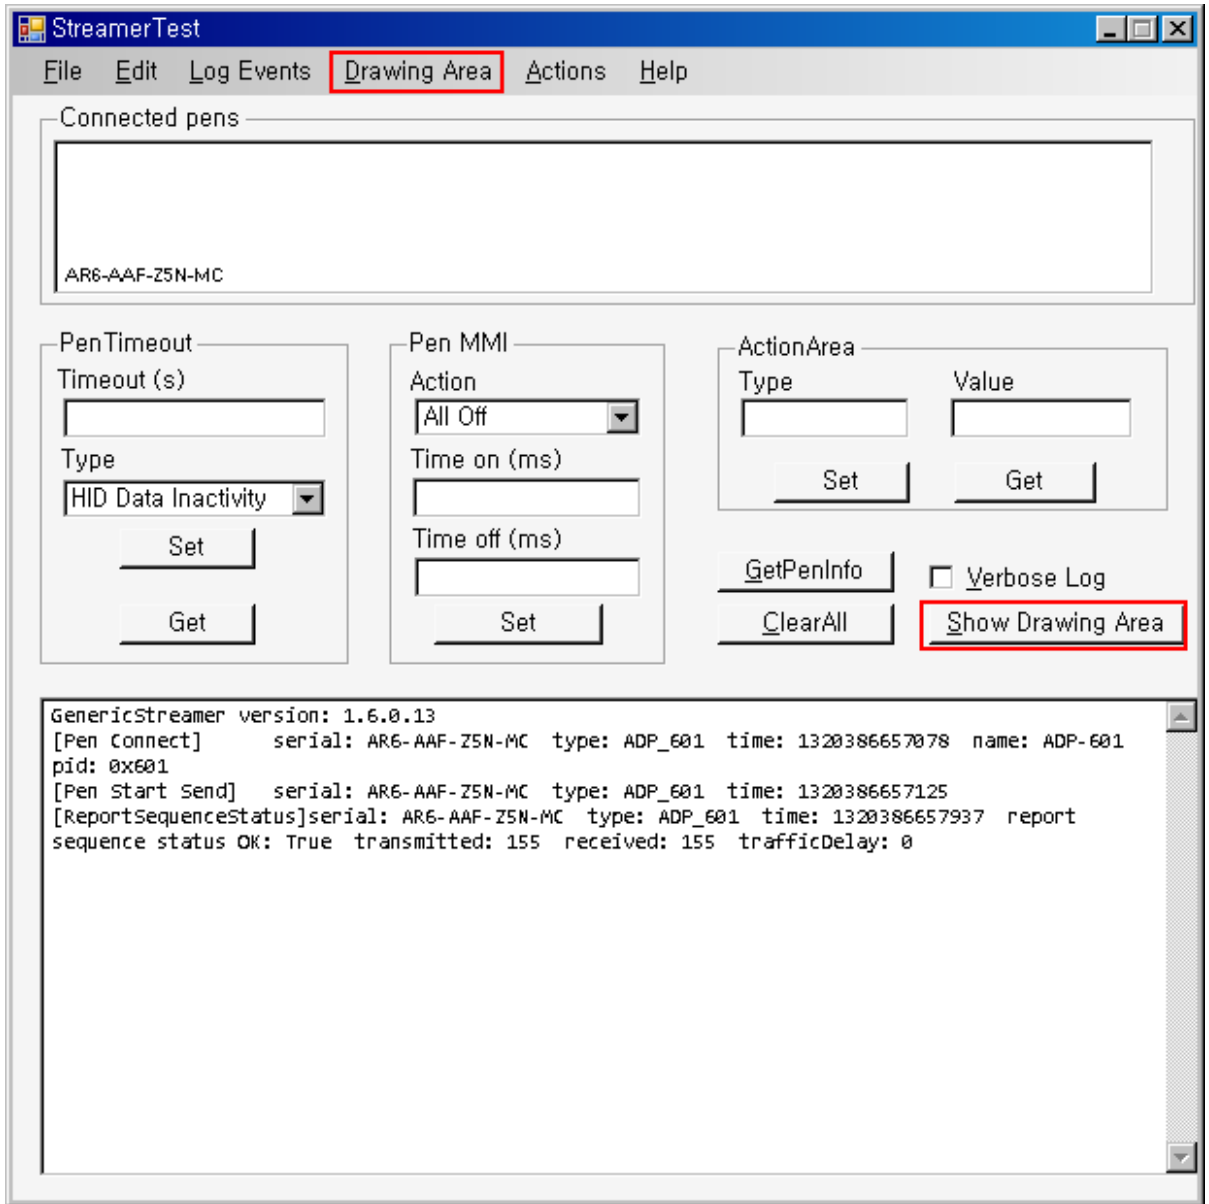 StreamerTest
File Edit Log Events Drawing Area Actions Help
Connected pens
AR6-AAF-Z5N-MC
PenTimeout
Timeout (s)
Type
HID Data Inactivity
Set
Get
Pen MMI
Action
All Off
Time on (ms)
Time off (ms)
Set
ActionArea
Type Value
Set Get
GetPenInfo
Verbose Log
ClearAll
Show Drawing Area
GenericStreamer version: 1.6.0.13
[Pen Connect] serial: AR6-AAF-Z5N-MC type: ADP_601 time: 1320386657078 name: ADP-601
pid: 0x601
[Pen Start Send] serial: AR6-AAF-Z5N-MC type: ADP_601 time: 1320386657125
[ReportSequenceStatus]serial: AR6-AAF-Z5N-MC type: ADP_601 time: 1320386657937 report
sequence status OK: True transmitted: 155 received: 155 trafficDelay: 0